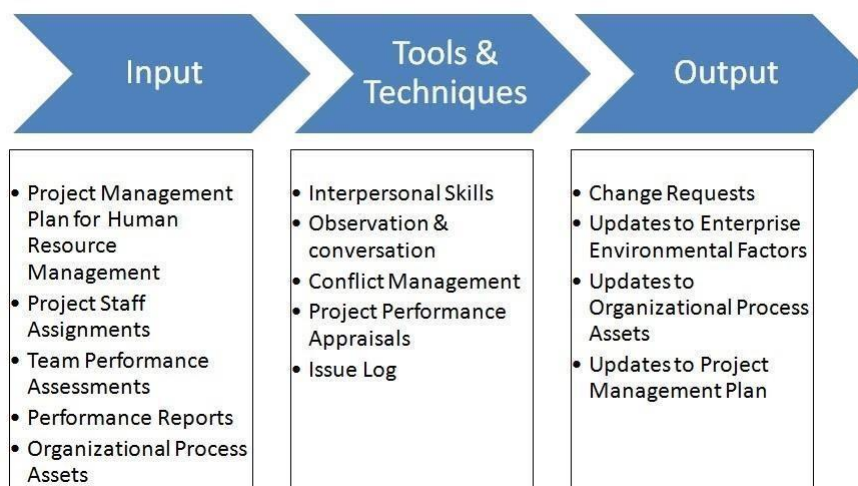 Input
• Project Management
Plan for Human
Resource
Management
• Project Staff
Assignments
• Team Performance
Assessments
• Performance Reports
• Organizational Process
Assets
Tools &
Techniques
• Interpersonal Skills
• Observation &
conversation
• Conflict Management
• Project Performance
Appraisals
• Issue Log
Output
• Change Requests
• Updates to Enterprise
Environmental Factors
• Updates to
Organizational Process
Assets
• Updates to Project
Management Plan